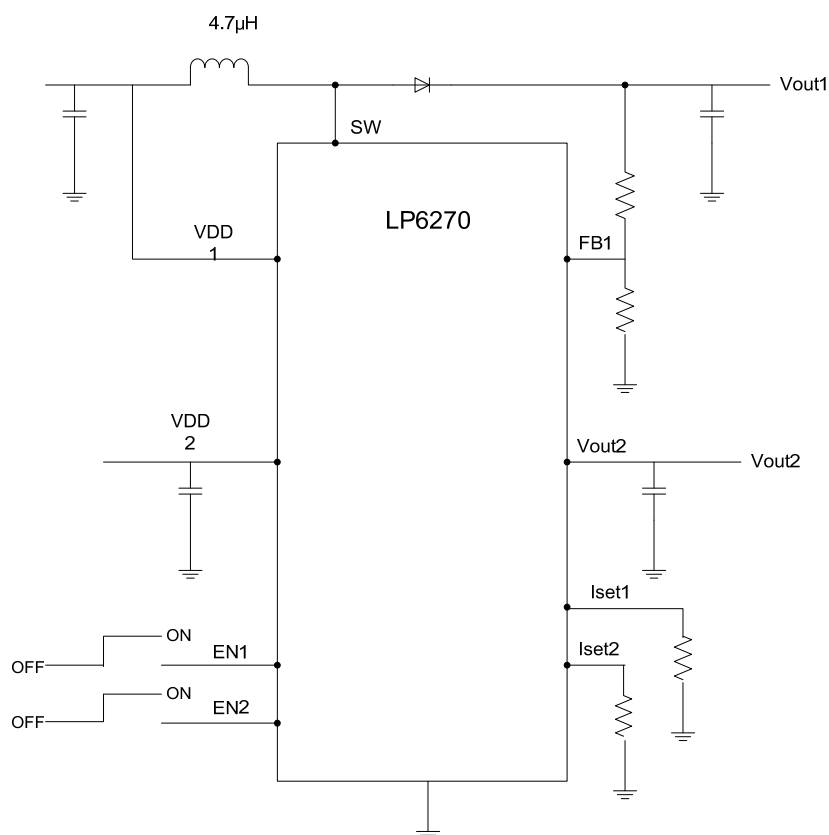 4.7µH
Vout1
SW
LP6270
VDD
1
FB1
VDD
2
Vout2
Vout2
Iset1
ON
EN1
Iset2
OFF
ON
EN2
OFF